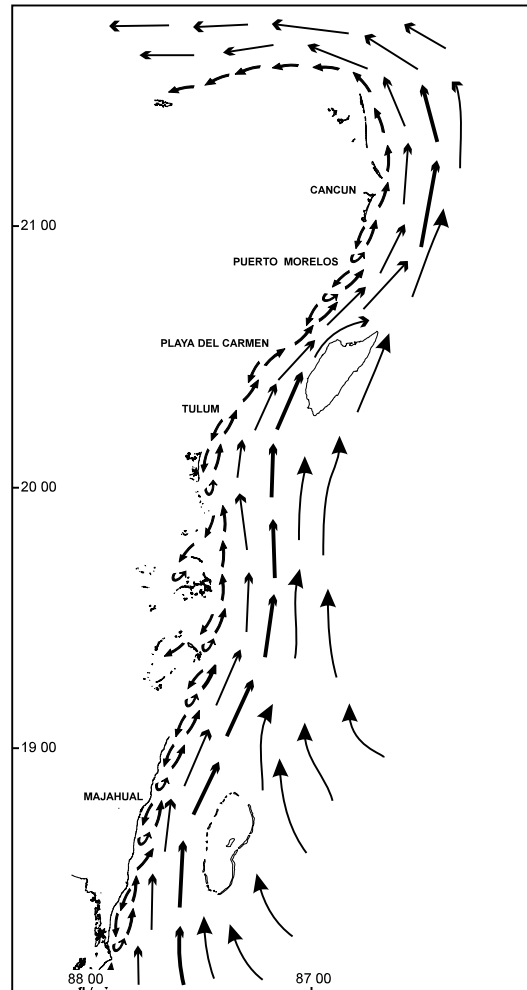 CANCUN
21 00
PUERTO MORELOS
PLAYA DEL CARMEN
TULUM
20 00
19 00
MAJAHUAL
88 00
87 00